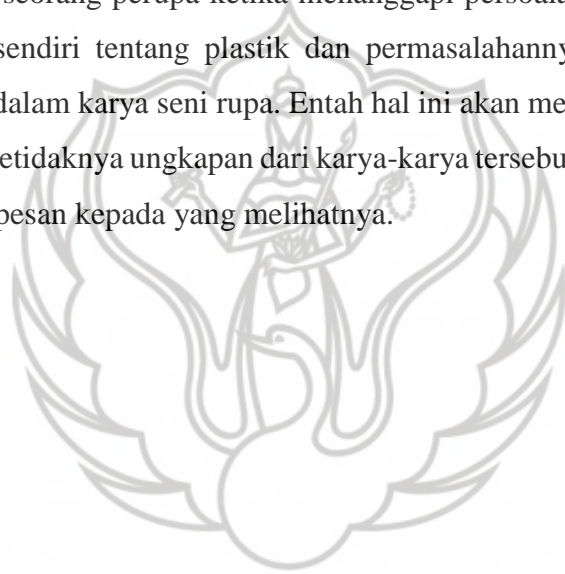 seorang perupa ketika menanggapi persoala
sendiri tentang plastik dan permasalahanny
dalam karya seni rupa. Entah hal ini akan me
etidaknya ungkapan dari karya-karya tersebu
pesan kepada yang melihatnya.